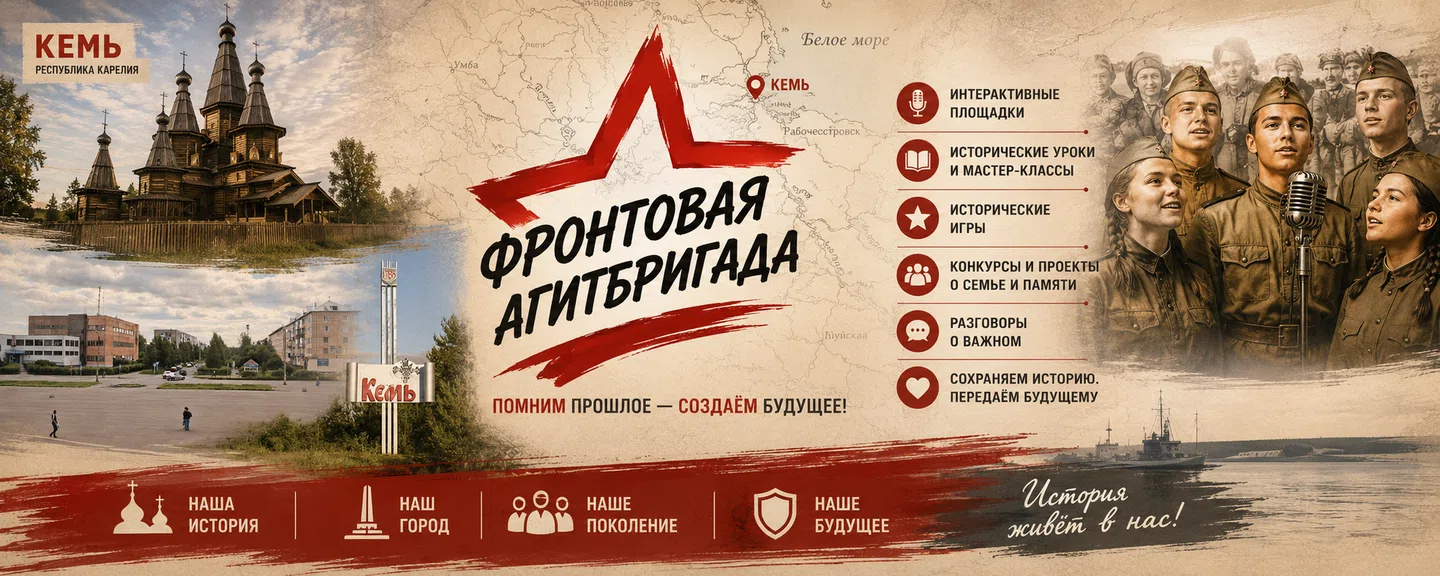 КЕМЬ
РЕСПУБЛИКА КАРЕЛИЯ
Умба
Белое море
КЕМЬ
Рабочесстровск
ФРОНТОВАЯ
АГИТБРИГАДА
ПОМНИМ ПРОШЛОЕ — СОЗДАЁМ БУДУЩЕЕ!
ИНТЕРАКТИВНЫЕ
ПЛОЩАДКИ
ИСТОРИЧЕСКИЕ УРОКИ
И МАСТЕР-КЛАССЫ
ИСТОРИЧЕСКИЕ
ИГРЫ
КОНКУРСЫ И ПРОЕКТЫ
О СЕМЬЕ И ПАМЯТИ
РАЗГОВОРЫ
О ВАЖНОМ
СОХРАНЯЕМ ИСТОРИЮ.
ПЕРЕДАЁМ БУДУЩЕМУ
Кемь
НАША
ИСТОРИЯ
НАШ
ГОРОД
НАШЕ
ПОКОЛЕНИЕ
НАШЕ
БУДУЩЕЕ
История
живёт в нас!